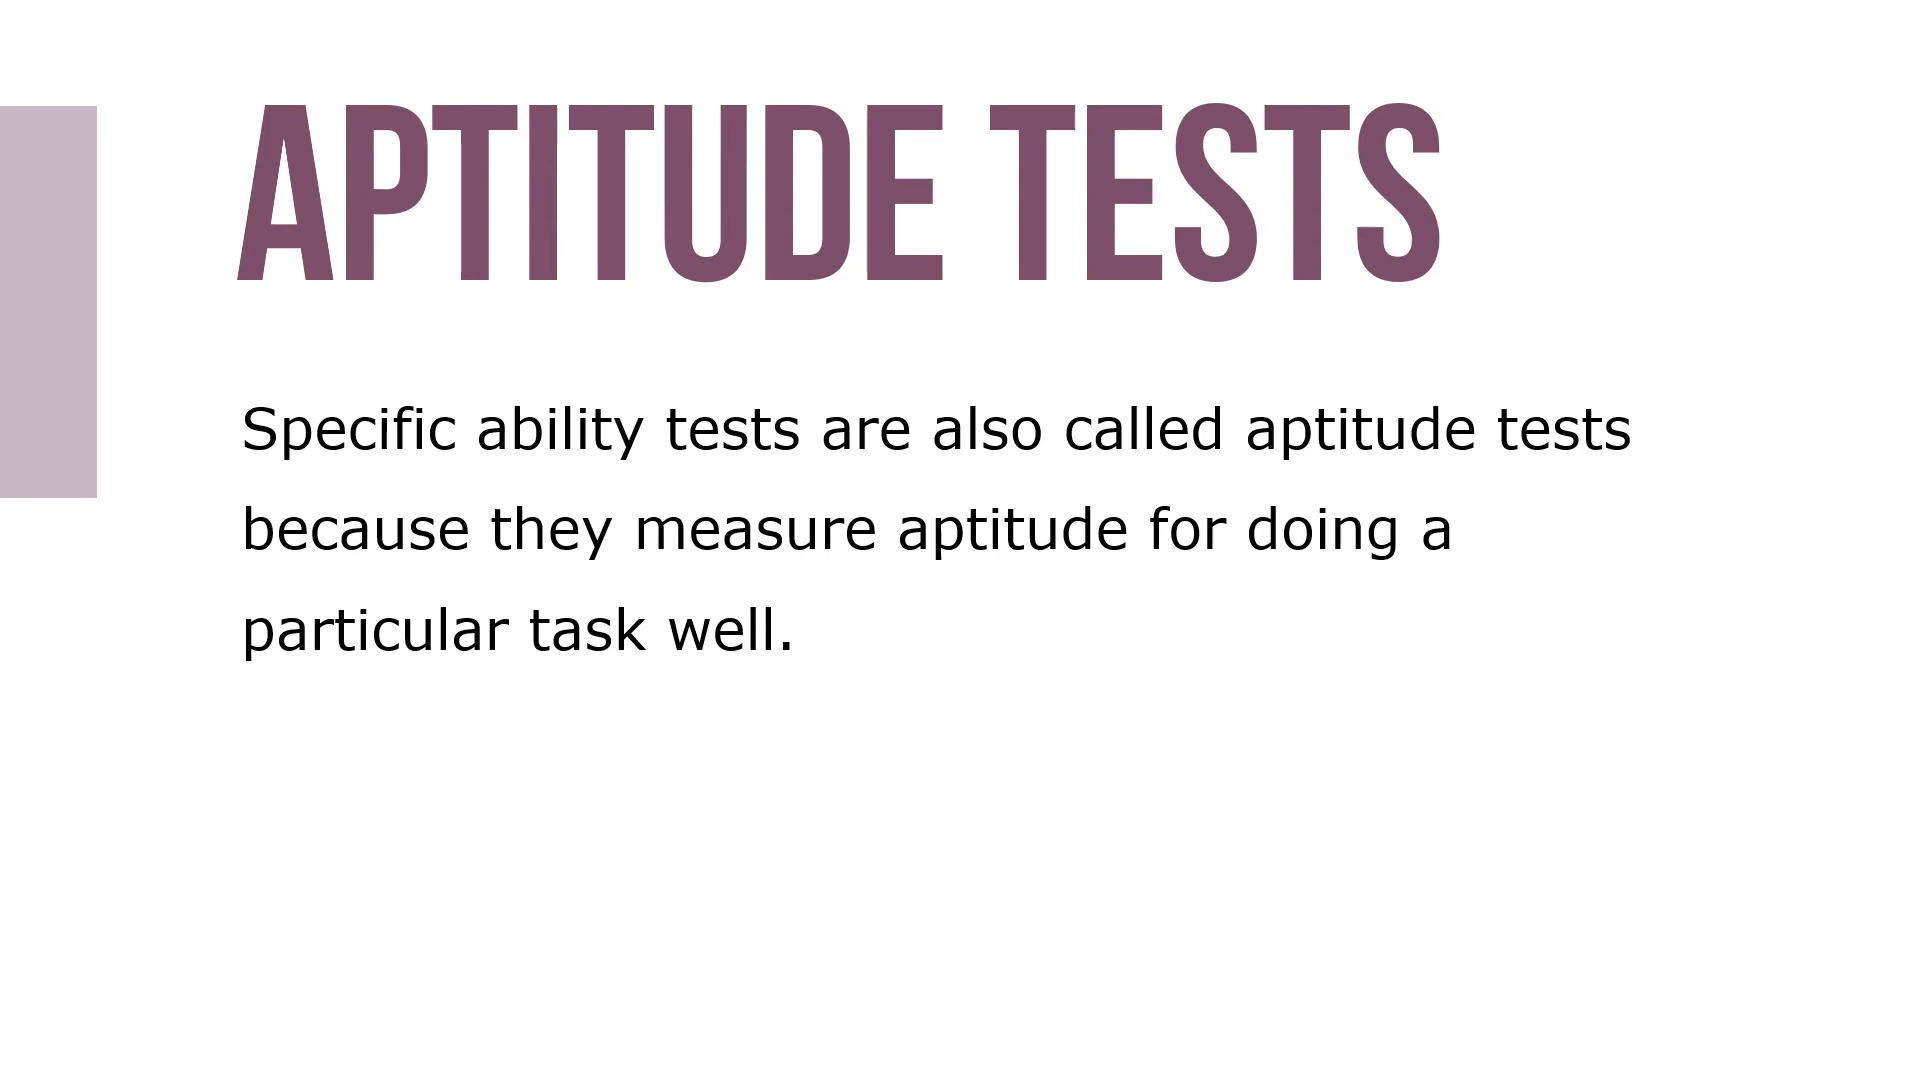 APTITUDE TESTS
Specific ability tests are also called aptitude tests
because they measure aptitude for doing a
particular task well.